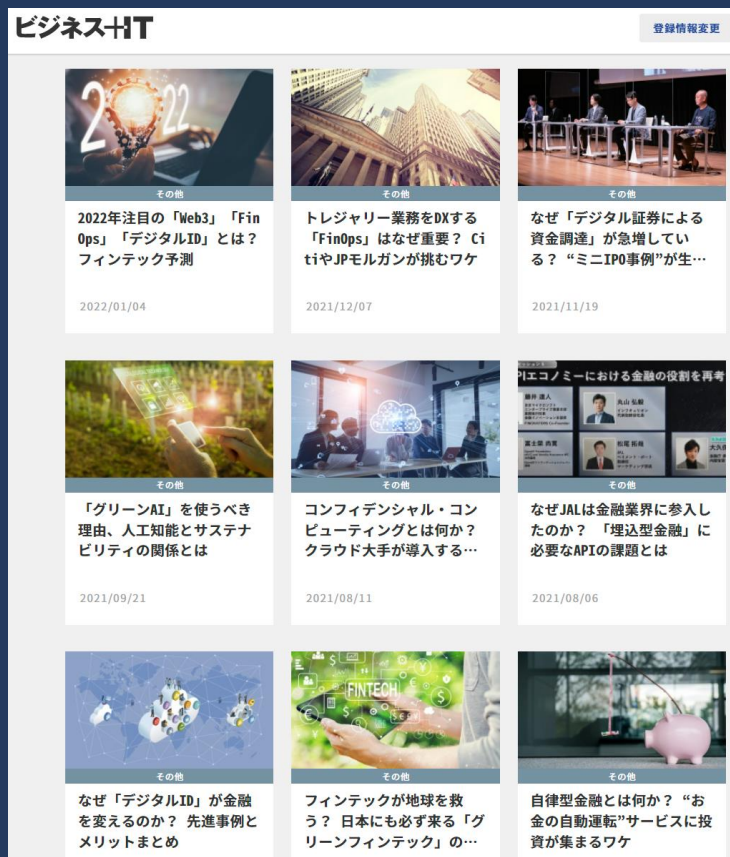 ビジネス+IT
登録情報変更
2022
その他
その他
その他
2022年注目の「Web3」「Fin
Ops」「デジタルID」とは？
フィンテック予測
トレジャリー業務をDXする
「FinOps」はなぜ重要？ Ci
tiやJPモルガンが挑むワケ
なぜ「デジタル証券による
資金調達」が急増してい
る？ “ミニIPO事例”が生…
2022/01/04
2021/12/07
2021/11/19
PIエコノミーにおける金融の役割を再考
藤井 達人
丸山 弘毅
富士榮 尚寛
松尾 拓哉
その他
その他
その他
「グリーンAI」を使うべき
理由、人工知能とサステナ
ビリティの関係とは
コンフィデンシャル・コン
ピューティングとは何か？
クラウド大手が導入する…
なぜJALは金融業界に参入し
たのか？ 「埋込型金融」に
必要なAPIの課題とは
2021/09/21
2021/08/11
2021/08/06
FINTECH
その他
その他
その他
なぜ「デジタルID」が金融
を変えるのか？ 先進事例と
メリットまとめ
フィンテックが地球を救
う？ 日本にも必ず来る「グ
リーンフィンテック」の…
自律型金融とは何か？ “お
金の自動運転”サービスに投
資が集まるワケ